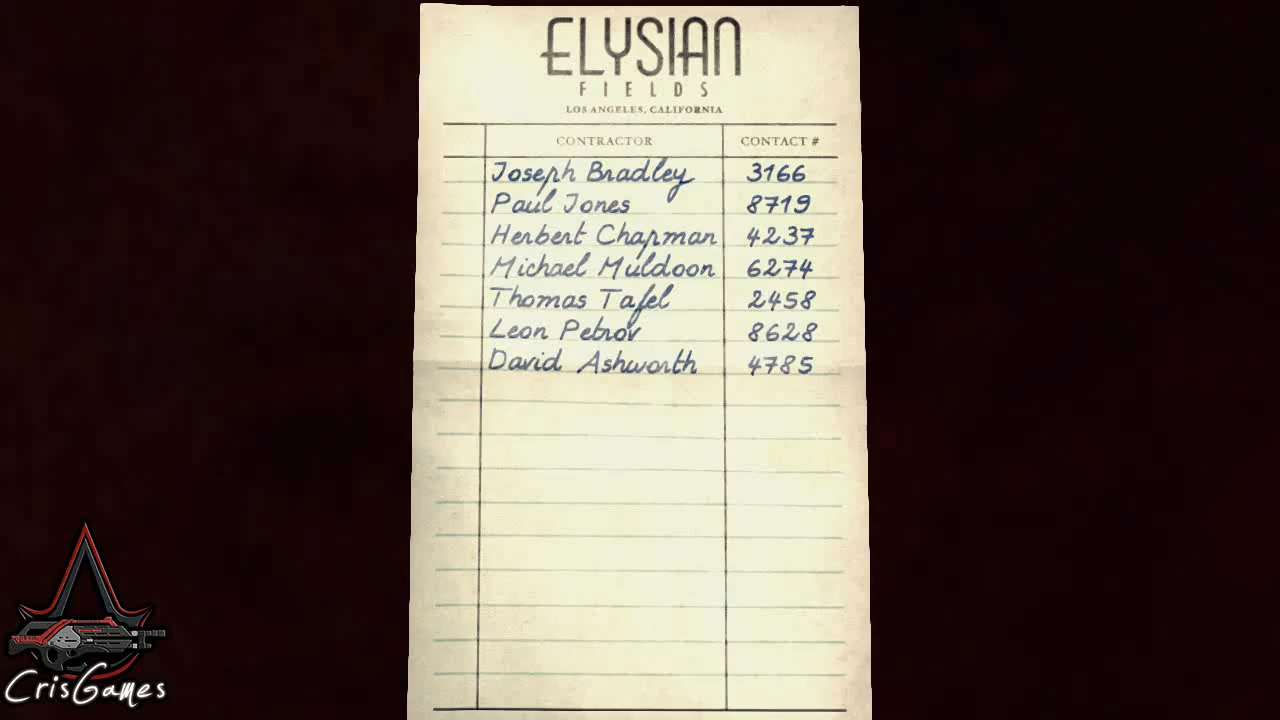 ELYSIAN
FIELDS
LOS ANGELES, CALIFORNIA
CONTRACTOR CONTACT #
Joseph Bradley 3166
Paul Jones 8719
Herbert Chapman 4237
Michael Muldoon 6274
Thomas Tafel 2458
Leon Petrov 8628
David Ashworth 4785
CrisGames